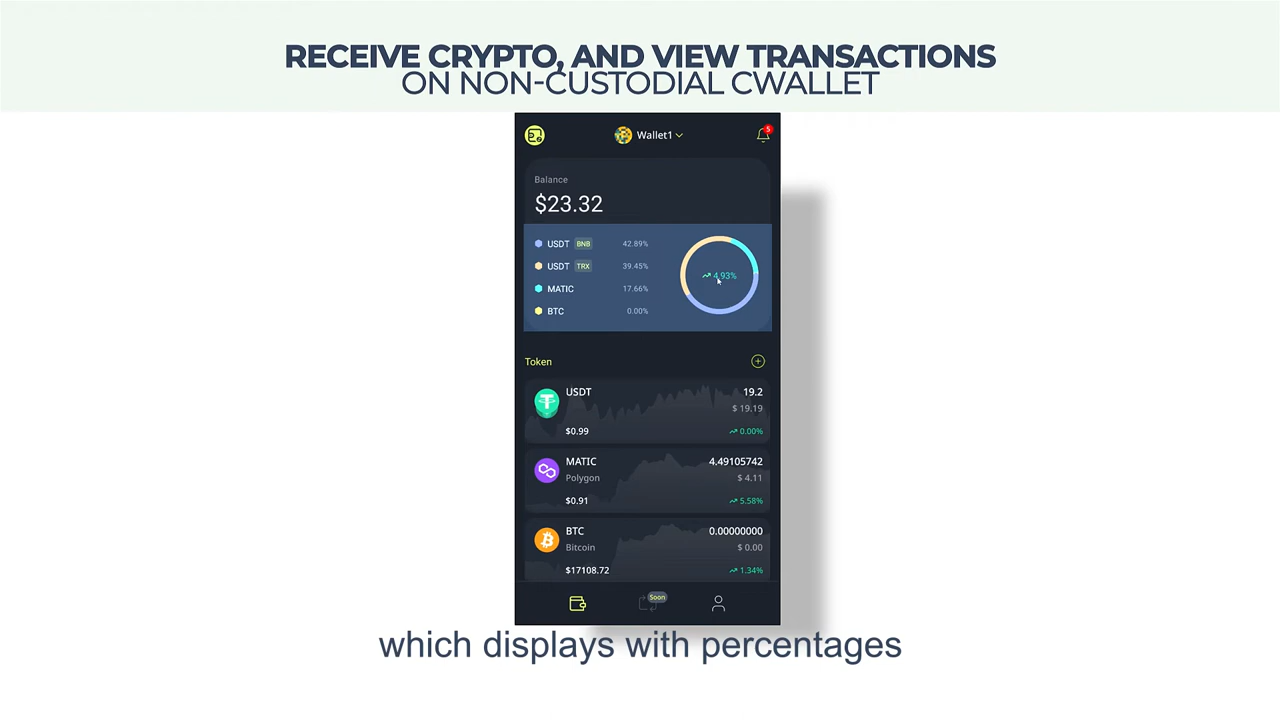 RECEIVE CRYPTO, AND VIEW TRANSACTIONS
ON NON-CUSTODIAL CWALLET
Wallet1
5
Balance
$23.32
USDT BNB 42.89%
USDT TRX 39.45%
MATIC 17.66%
BTC 0.00%
4.93%
Token
USDT 19.2
$ 19.19
$0.99 0.00%
MATIC 4.49105742
Polygon $ 4.11
$0.91 5.58%
BTC 0.00000000
Bitcoin $ 0.00
$17108.72 1.34%
Soon
which displays with percentages